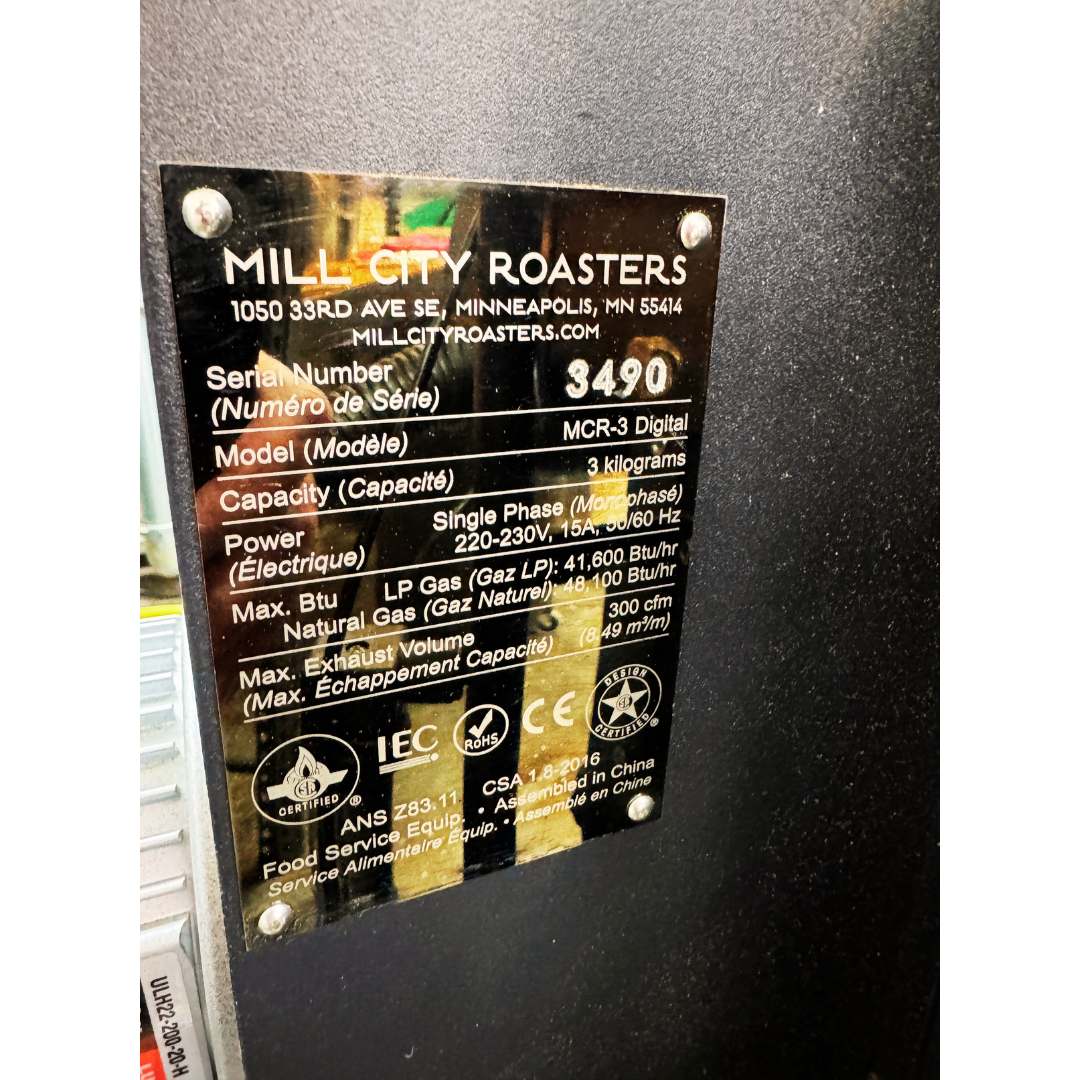 MILL CITY ROASTERS
1050 33RD AVE SE, MINNEAPOLIS, MN 55414
MILLCITYROASTERS.COM
Serial Number 3490
(Numéro de Série)
Model (Modèle) MCR-3 Digital
Capacity (Capacité) 3 kilograms
Power Single Phase (Monophasé)
(Électrique) 220-230V, 15A, 50/60 Hz
Max. Btu LP Gas (Gaz LP): 41,600 Btu/hr
Natural Gas (Gaz Naturel): 48,100 Btu/hr
Max. Exhaust Volume 300 cfm
(Max. Échappement Capacité) (8.49 m³/m)
CERTIFIED ®
IEC.
RoHS
CE
DESIGN CERTIFIED ®
ANS Z83.11 CSA 1.8-2016
Food Service Equip. • Assembled in China
Service Alimentaire Équip. • Assemblé en Chine
ULH22-200-20-H